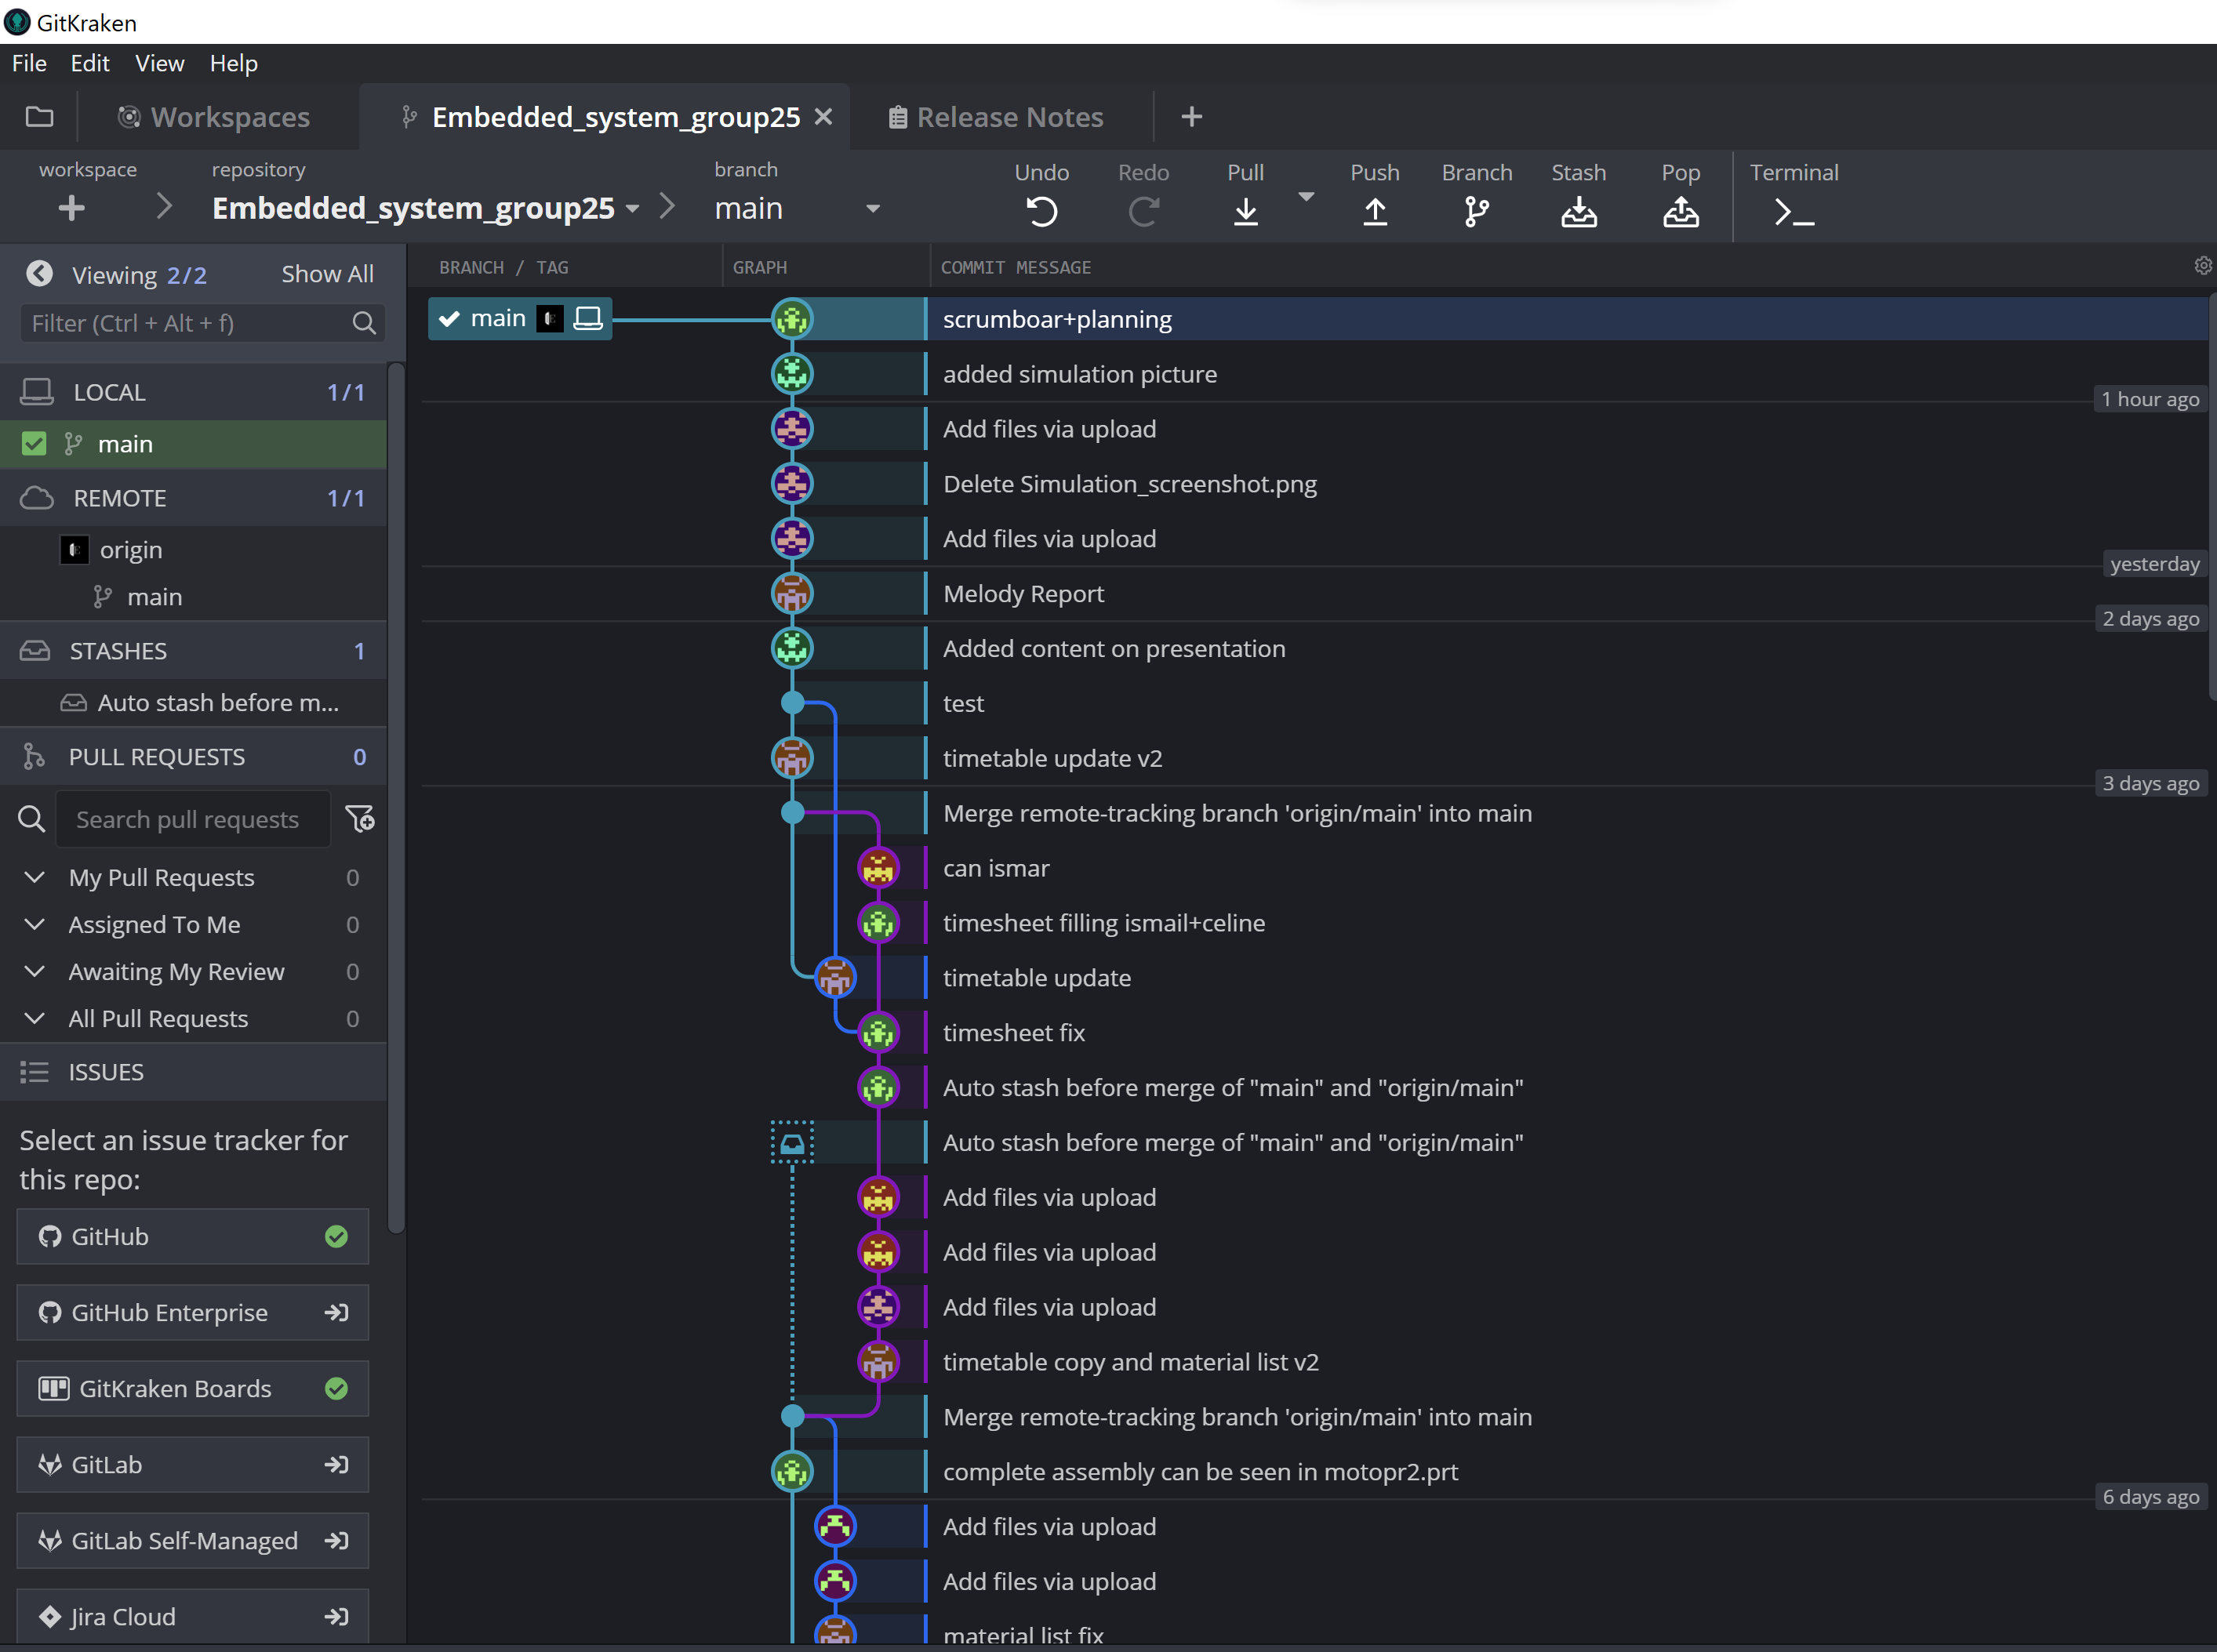 GitKraken
File Edit View Help
Workspaces
Embedded_system_group25
Release Notes
workspace
repository
Embedded_system_group25
branch
main
Undo
Redo
Pull
Push
Branch
Stash
Pop
Terminal
Viewing 2/2
Show All
Filter (Ctrl + Alt + f)
LOCAL 1/1
main
REMOTE 1/1
origin
main
STASHES 1
Auto stash before m...
PULL REQUESTS 0
Search pull requests
My Pull Requests 0
Assigned To Me 0
Awaiting My Review 0
All Pull Requests 0
ISSUES
Select an issue tracker for
this repo:
GitHub
GitHub Enterprise
GitKraken Boards
GitLab
GitLab Self-Managed
Jira Cloud
BRANCH / TAG
GRAPH
COMMIT MESSAGE
main
scrumboar+planning
added simulation picture
1 hour ago
Add files via upload
Delete Simulation_screenshot.png
Add files via upload
yesterday
Melody Report
2 days ago
Added content on presentation
test
timetable update v2
3 days ago
Merge remote-tracking branch 'origin/main' into main
can ismar
timesheet filling ismail+celine
timetable update
timesheet fix
Auto stash before merge of "main" and "origin/main"
Auto stash before merge of "main" and "origin/main"
Add files via upload
Add files via upload
Add files via upload
timetable copy and material list v2
Merge remote-tracking branch 'origin/main' into main
complete assembly can be seen in motopr2.prt
6 days ago
Add files via upload
Add files via upload
material list fix